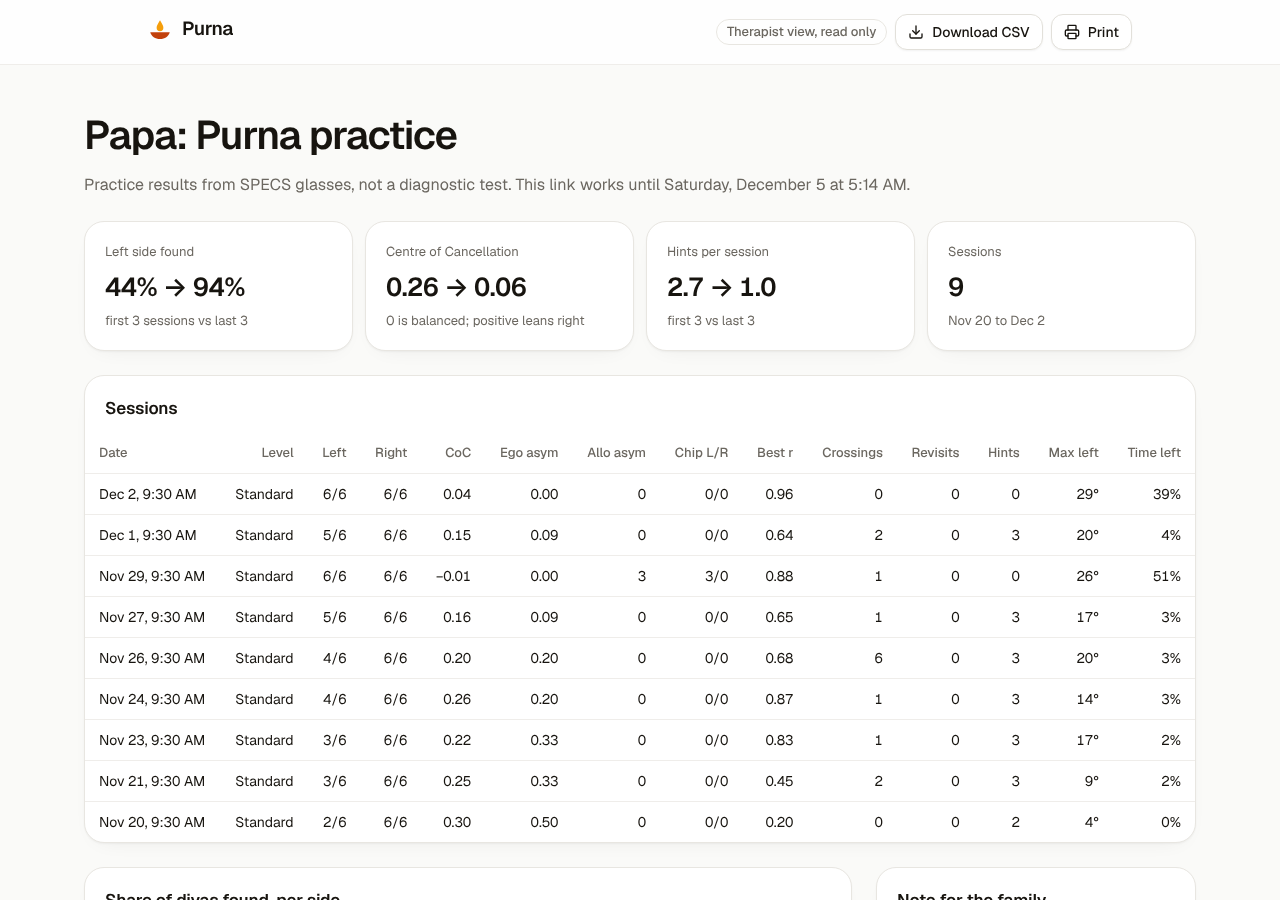 Purna
Therapist view, read only
Download CSV
Print
Papa: Purna practice
Practice results from SPECS glasses, not a diagnostic test. This link works until Saturday, December 5 at 5:14 AM.
Left side found
44% → 94%
first 3 sessions vs last 3
Centre of Cancellation
0.26 → 0.06
0 is balanced; positive leans right
Hints per session
2.7 → 1.0
first 3 vs last 3
Sessions
9
Nov 20 to Dec 2
Sessions
Date Level Left Right CoC Ego asym Allo asym Chip L/R Best r Crossings Revisits Hints Max left Time left
Dec 2, 9:30 AM Standard 6/6 6/6 0.04 0.00 0 0/0 0.96 0 0 0 29° 39%
Dec 1, 9:30 AM Standard 5/6 6/6 0.15 0.09 0 0/0 0.64 2 0 3 20° 4%
Nov 29, 9:30 AM Standard 6/6 6/6 −0.01 0.00 3 3/0 0.88 1 0 0 26° 51%
Nov 27, 9:30 AM Standard 5/6 6/6 0.16 0.09 0 0/0 0.65 1 0 3 17° 3%
Nov 26, 9:30 AM Standard 4/6 6/6 0.20 0.20 0 0/0 0.68 6 0 3 20° 3%
Nov 24, 9:30 AM Standard 4/6 6/6 0.26 0.20 0 0/0 0.87 1 0 3 14° 3%
Nov 23, 9:30 AM Standard 3/6 6/6 0.22 0.33 0 0/0 0.83 1 0 3 17° 2%
Nov 21, 9:30 AM Standard 3/6 6/6 0.25 0.33 0 0/0 0.45 2 0 3 9° 2%
Nov 20, 9:30 AM Standard 2/6 6/6 0.30 0.50 0 0/0 0.20 0 0 2 4° 0%
Share of diyas found, per side
Note for the family